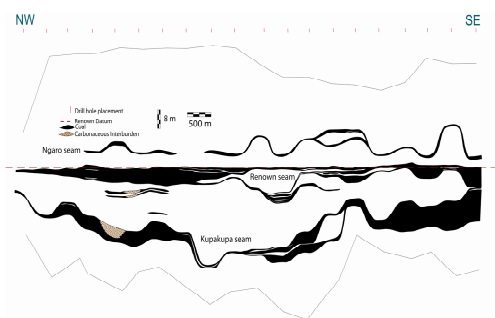 NW
SE
Drill hole placement
Renown Datum
Coal
Carbonaceous Interburden
8 m
500 m
Ngaro seam
Renown seam
Kupakupa seam